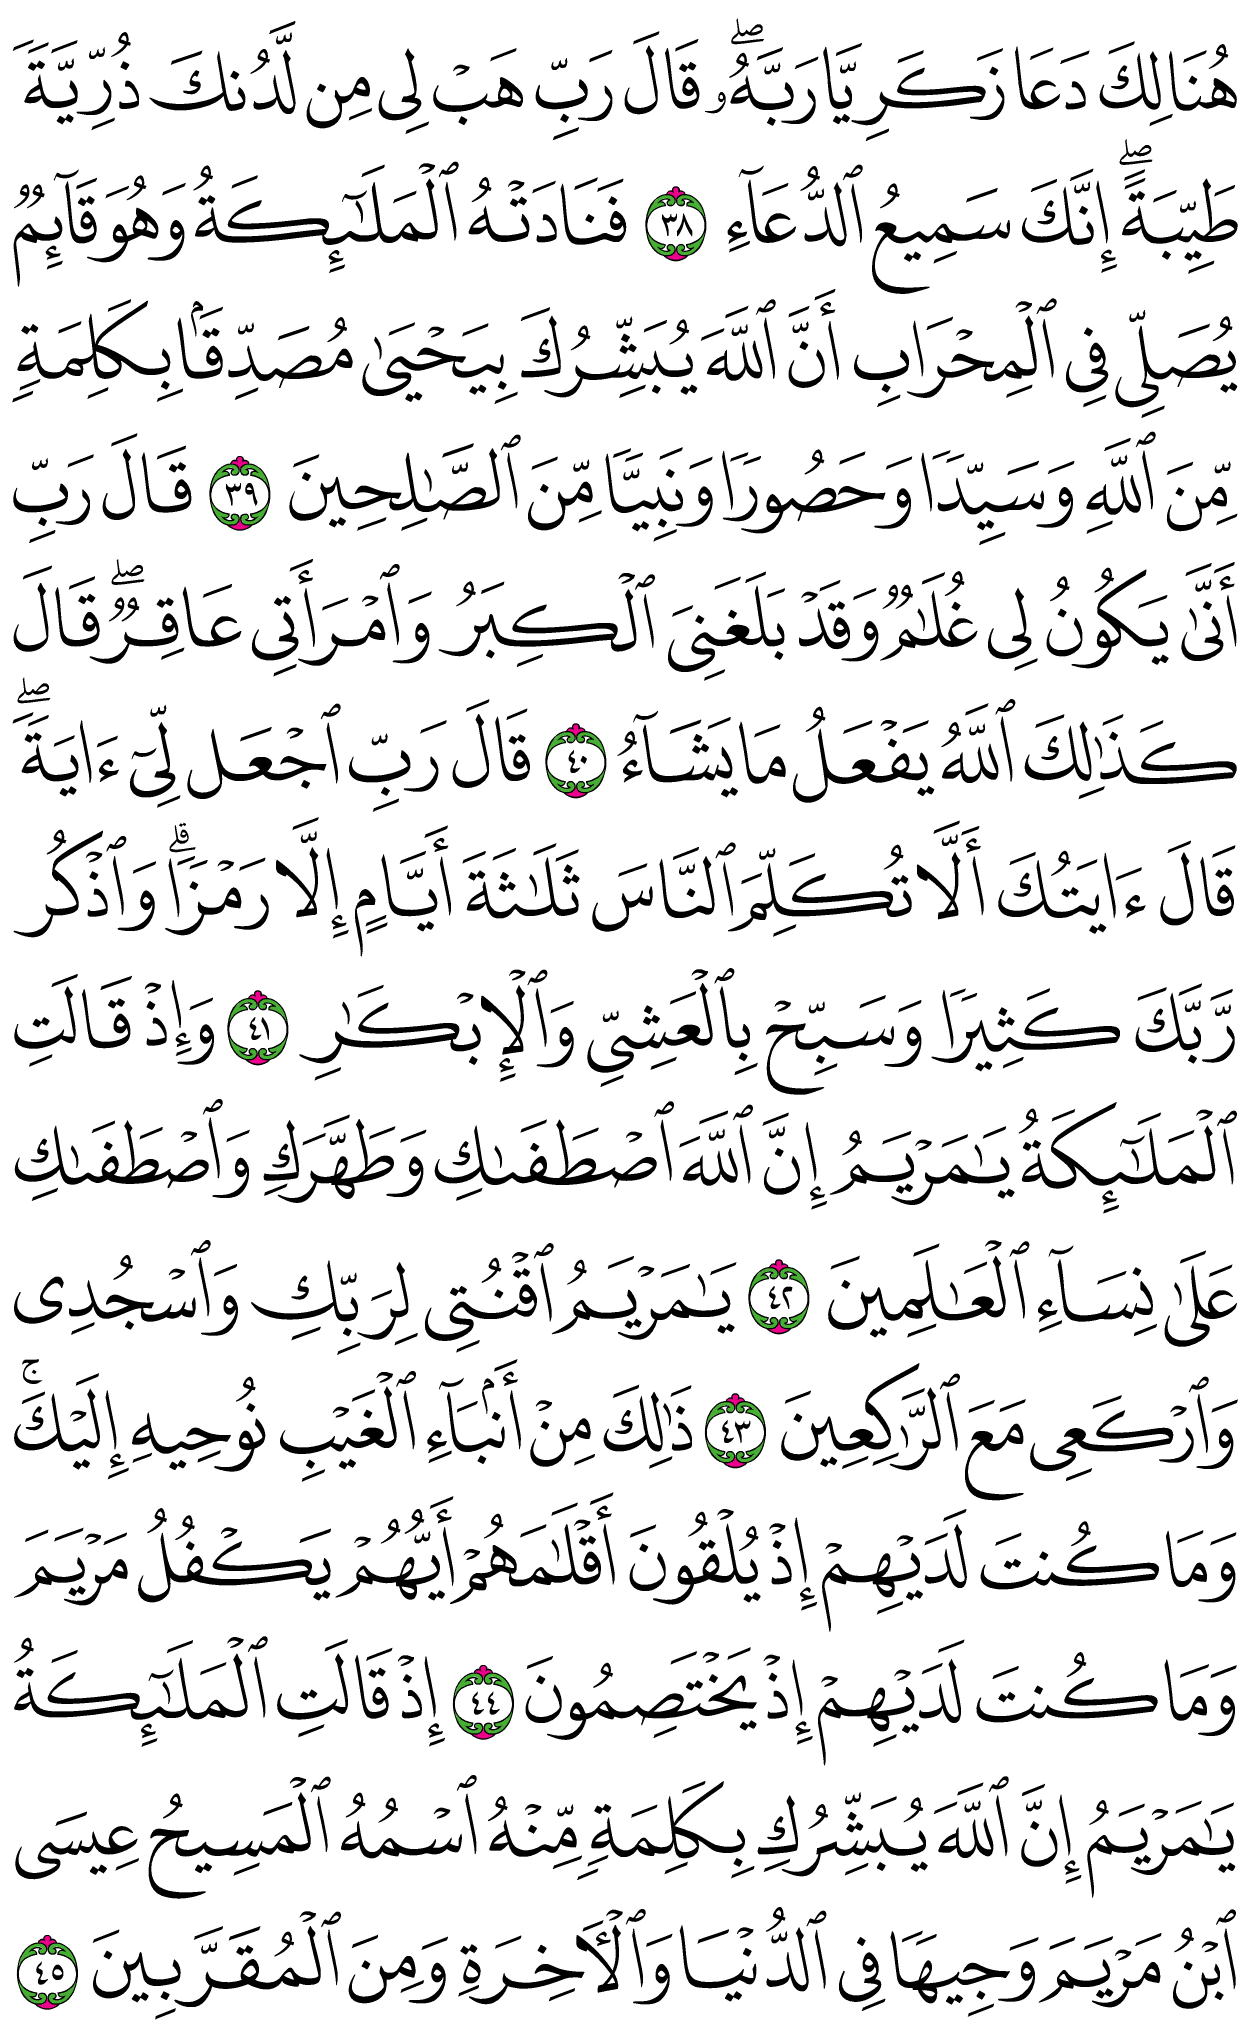 هُنَالِكَ دَعَا زَكَرِيَّا رَبَّهُۥۖ قَالَ رَبِّ هَبۡ لِي مِن لَّدُنكَ ذُرِّيَّةٗ
طَيِّبَةًۖ إِنَّكَ سَمِيعُ ٱلدُّعَآءِ ٣٨ فَنَادَتۡهُ ٱلۡمَلَٰٓئِكَةُ وَهُوَ قَآئِمٞ
يُصَلِّي فِي ٱلۡمِحۡرَابِ أَنَّ ٱللَّهَ يُبَشِّرُكَ بِيَحۡيَىٰ مُصَدِّقَۢا بِكَلِمَةٖ
مِّنَ ٱللَّهِ وَسَيِّدٗا وَحَصُورٗا وَنَبِيّٗا مِّنَ ٱلصَّٰلِحِينَ ٣٩ قَالَ رَبِّ
أَنَّىٰ يَكُونُ لِي غُلَٰمٞ وَقَدۡ بَلَغَنِيَ ٱلۡكِبَرُ وَٱمۡرَأَتِي عَاقِرٞۖ قَالَ
كَذَٰلِكَ ٱللَّهُ يَفۡعَلُ مَا يَشَآءُ ٤٠ قَالَ رَبِّ ٱجۡعَل لِّيٓ ءَايَةٗۖ
قَالَ ءَايَتُكَ أَلَّا تُكَلِّمَ ٱلنَّاسَ ثَلَٰثَةَ أَيَّامٍ إِلَّا رَمۡزٗاۗ وَٱذۡكُر
رَّبَّكَ كَثِيرٗا وَسَبِّحۡ بِٱلۡعَشِيِّ وَٱلۡإِبۡكَٰرِ ٤١ وَإِذۡ قَالَتِ
ٱلۡمَلَٰٓئِكَةُ يَٰمَرۡيَمُ إِنَّ ٱللَّهَ ٱصۡطَفَىٰكِ وَطَهَّرَكِ وَٱصۡطَفَىٰكِ
عَلَىٰ نِسَآءِ ٱلۡعَٰلَمِينَ ٤٢ يَٰمَرۡيَمُ ٱقۡنُتِي لِرَبِّكِ وَٱسۡجُدِي
وَٱرۡكَعِي مَعَ ٱلرَّٰكِعِينَ ٤٣ ذَٰلِكَ مِنۡ أَنۢبَآءِ ٱلۡغَيۡبِ نُوحِيهِ إِلَيۡكَۚ
وَمَا كُنتَ لَدَيۡهِمۡ إِذۡ يُلۡقُونَ أَقۡلَٰمَهُمۡ أَيُّهُمۡ يَكۡفُلُ مَرۡيَمَ
وَمَا كُنتَ لَدَيۡهِمۡ إِذۡ يَخۡتَصِمُونَ ٤٤ إِذۡ قَالَتِ ٱلۡمَلَٰٓئِكَةُ
يَٰمَرۡيَمُ إِنَّ ٱللَّهَ يُبَشِّرُكِ بِكَلِمَةٖ مِّنۡهُ ٱسۡمُهُ ٱلۡمَسِيحُ عِيسَى
ٱبۡنُ مَرۡيَمَ وَجِيهٗا فِي ٱلدُّنۡيَا وَٱلۡأٓخِرَةِ وَمِنَ ٱلۡمُقَرَّبِينَ ٤٥